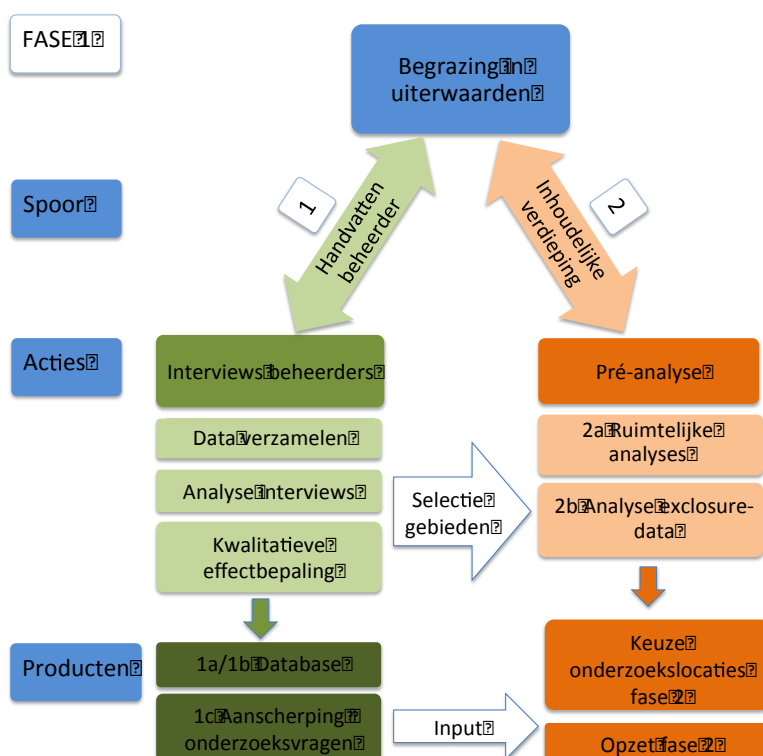 FASE 1
Begrazing in
uiterwaarden
Spoor
1
Handvatten
beheerder
2
Inhoudelijke
verdieping
Acties
Interviews beheerders
Pré-analyse
Data verzamelen
2a Ruimtelijke
analyses
Analyse interviews
Selectie
gebieden
2b Analyse exclosure-
data
Kwalitatieve
effectbepaling
Producten
1a/1b Database
Keuze
onderzoekslocaties
fase 2
1c Aanscherping
onderzoeksvragen
Input
Opzet fase 2